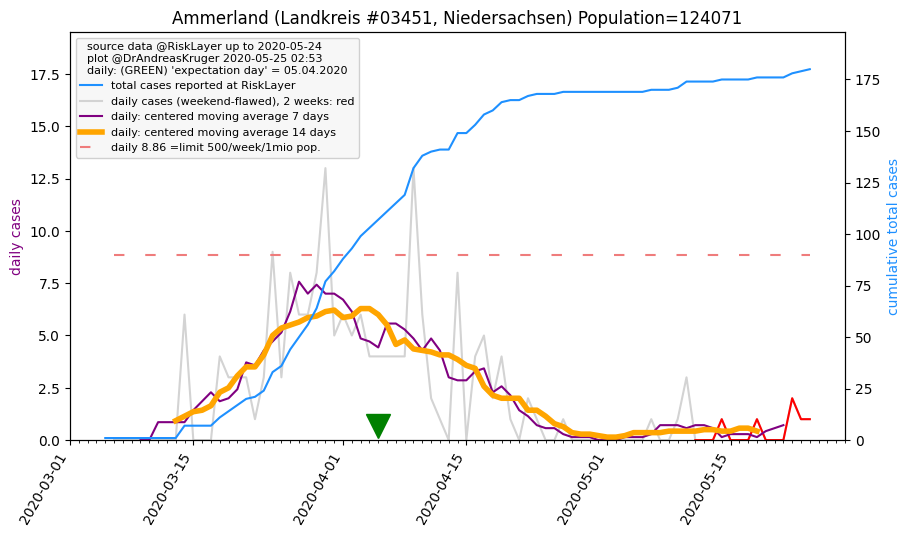 Ammerland (Landkreis #03451, Niedersachsen) Population=124071
source data @RiskLayer up to 2020-05-24
plot @DrAndreasKruger 2020-05-25 02:53
daily: (GREEN) 'expectation day' = 05.04.2020
total cases reported at RiskLayer
daily cases (weekend-flawed), 2 weeks: red
daily: centered moving average 7 days
daily: centered moving average 14 days
daily 8.86 =limit 500/week/1mio pop.
daily cases
17.5
15.0
12.5
10.0
7.5
5.0
2.5
0.0
175
150
125
100
75
50
25
0
cumulative total cases
2020-03-01
2020-03-15
2020-04-01
2020-04-15
2020-05-01
2020-05-15